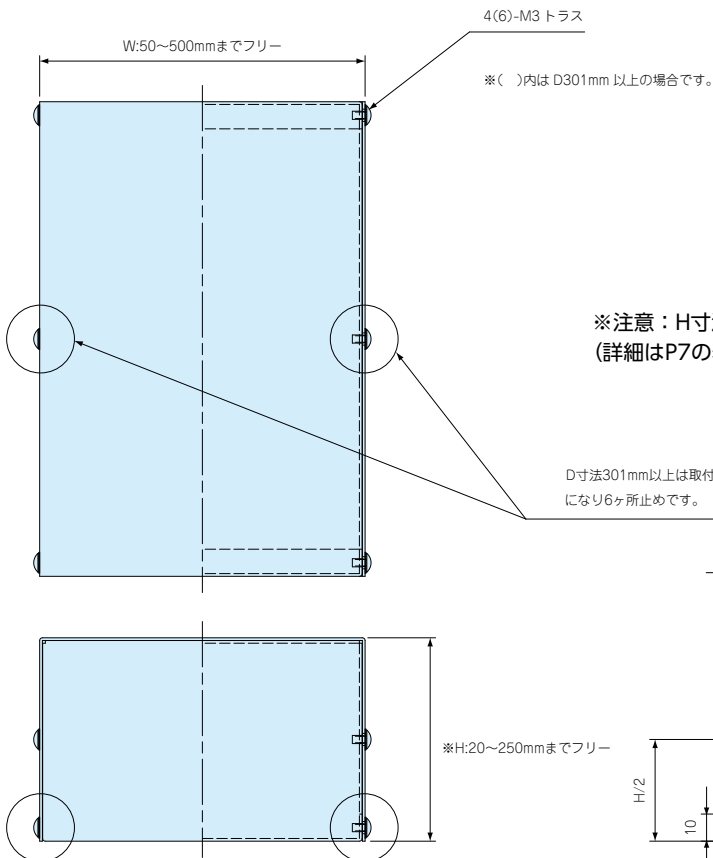 4(6)-M3 トラス
W:50～500mmまでフリー
※(　)内は D301mm 以上の場合です。
※注意：H寸
(詳細はP7の
D寸法301mm以上は取付
になり6ヶ所止めです。
※H:20～250mmまでフリー
H/2
10